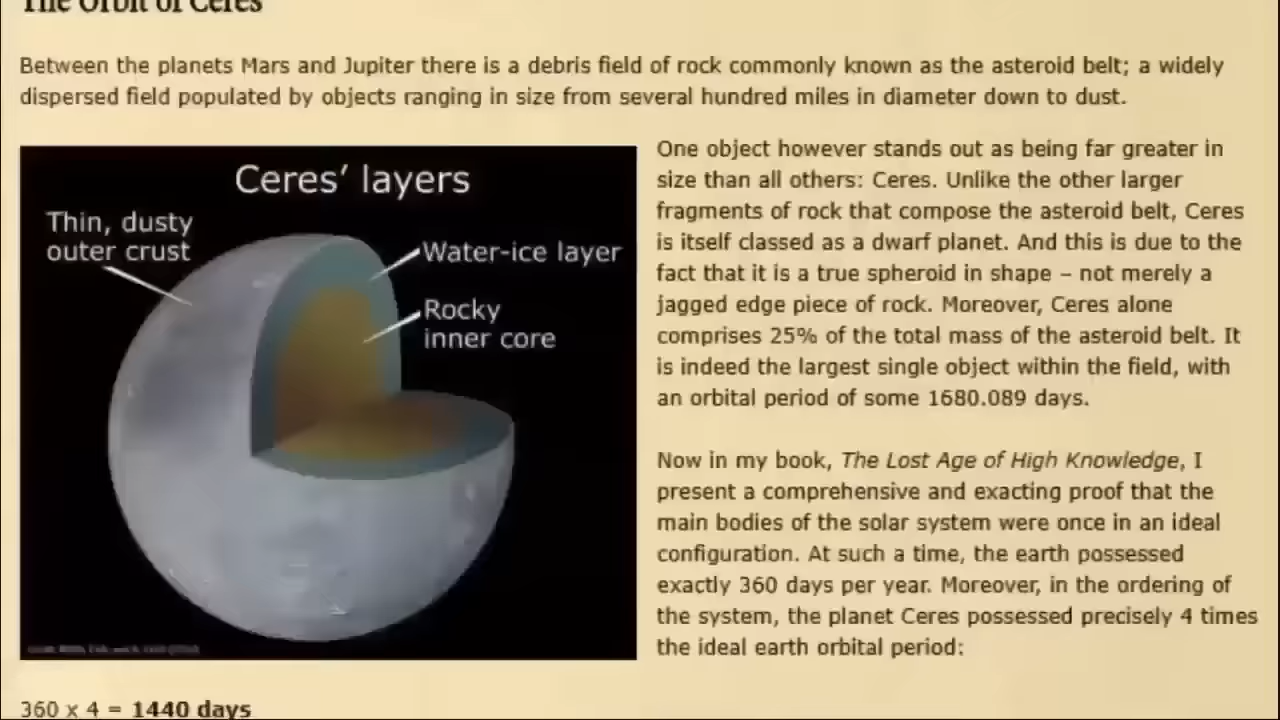 The Orbit of Ceres
Between the planets Mars and Jupiter there is a debris field of rock commonly known as the asteroid belt; a widely
dispersed field populated by objects ranging in size from several hundred miles in diameter down to dust.
Ceres' layers
Thin, dusty
outer crust
Water-ice layer
Rocky
inner core
One object however stands out as being far greater in
size than all others: Ceres. Unlike the other larger
fragments of rock that compose the asteroid belt, Ceres
is itself classed as a dwarf planet. And this is due to the
fact that it is a true spheroid in shape – not merely a
jagged edge piece of rock. Moreover, Ceres alone
comprises 25% of the total mass of the asteroid belt. It
is indeed the largest single object within the field, with
an orbital period of some 1680.089 days.
Now in my book, The Lost Age of High Knowledge, I
present a comprehensive and exacting proof that the
main bodies of the solar system were once in an ideal
configuration. At such a time, the earth possessed
exactly 360 days per year. Moreover, in the ordering of
the system, the planet Ceres possessed precisely 4 times
the ideal earth orbital period:
360 x 4 = 1440 days